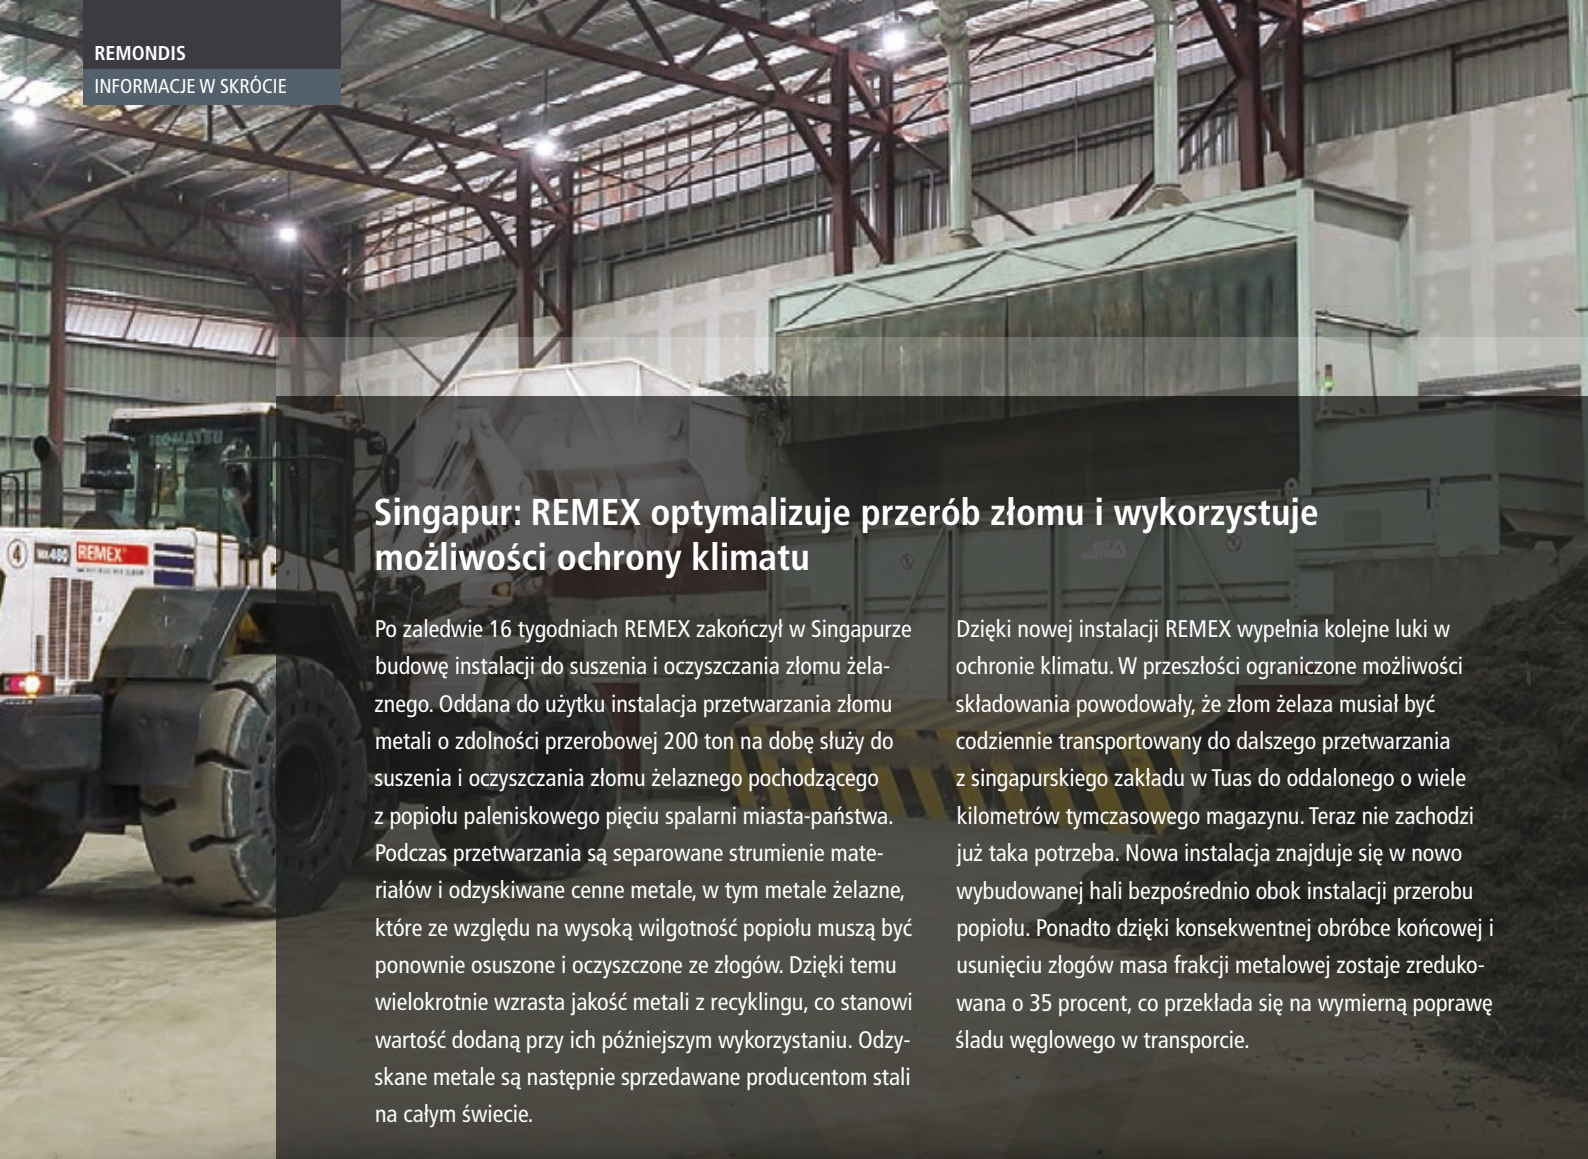 REMONDIS
INFORMACJE W SKRÓCIE
KOMATSU
4
WA480
REMEX
Singapur: REMEX optymalizuje przerób złomu i wykorzystuje
możliwości ochrony klimatu
Po zaledwie 16 tygodniach REMEX zakończył w Singapurze
budowę instalacji do suszenia i oczyszczania złomu żela-
znego. Oddana do użytku instalacja przetwarzania złomu
metali o zdolności przerobowej 200 ton na dobę służy do
suszenia i oczyszczania złomu żelaznego pochodzącego
z popiołu paleniskowego pięciu spalarni miasta-państwa.
Podczas przetwarzania są separowane strumienie mate-
riałów i odzyskiwane cenne metale, w tym metale żelazne,
które ze względu na wysoką wilgotność popiołu muszą być
ponownie osuszone i oczyszczone ze złogów. Dzięki temu
wielokrotnie wzrasta jakość metali z recyklingu, co stanowi
wartość dodaną przy ich późniejszym wykorzystaniu. Odzy-
skane metale są następnie sprzedawane producentom stali
na całym świecie.
Dzięki nowej instalacji REMEX wypełnia kolejne luki w
ochronie klimatu. W przeszłości ograniczone możliwości
składowania powodowały, że złom żelaza musiał być
codziennie transportowany do dalszego przetwarzania
z singapurskiego zakładu w Tuas do oddalonego o wiele
kilometrów tymczasowego magazynu. Teraz nie zachodzi
już taka potrzeba. Nowa instalacja znajduje się w nowo
wybudowanej hali bezpośrednio obok instalacji przerobu
popiołu. Ponadto dzięki konsekwentnej obróbce końcowej i
usunięciu złogów masa frakcji metalowej zostaje zreduko-
wana o 35 procent, co przekłada się na wymierną poprawę
śladu węglowego w transporcie.